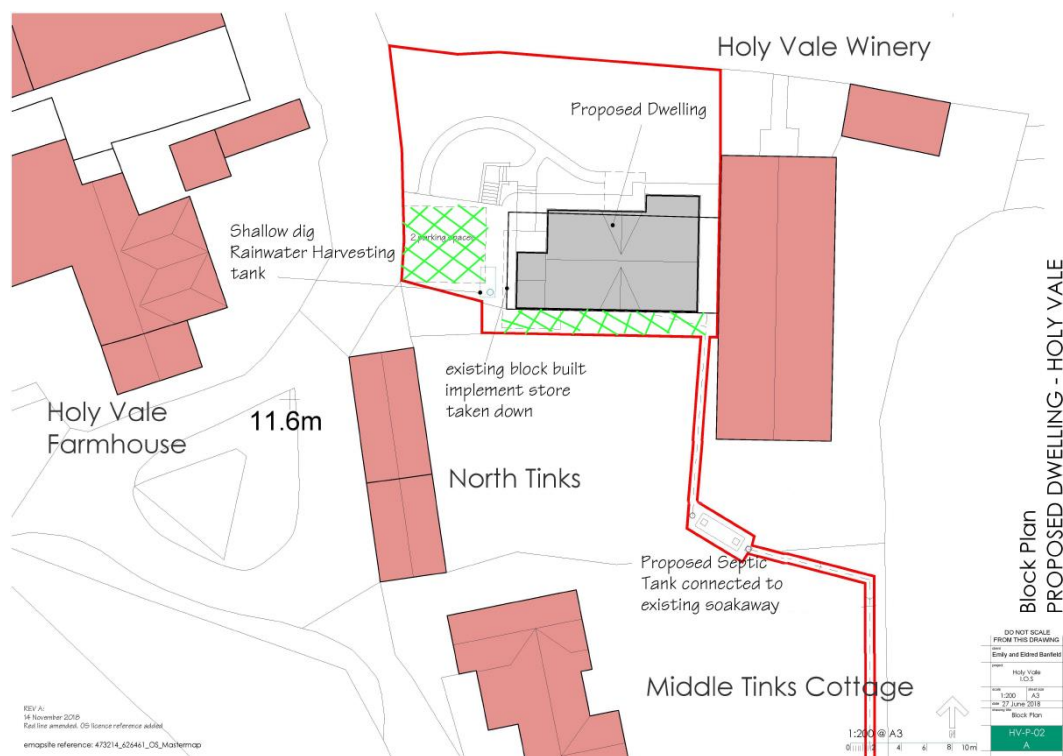 Holy Vale Winery
Proposed Dwelling
2 parking space
Shallow dig
Rainwater Harvesting
tank
existing block built
implement store
taken down
Holy Vale
Farmhouse
11.6m
North Tinks
Proposed Septic
Tank connected to
existing soakaway
Middle Tinks Cottage
Block Plan
PROPOSED DWELLING - HOLY VALE
DO NOT SCALE
FROM THIS DRAWING
Emily and Eldred Banfield
Holy Vale
I.O.S
1:200
A3
27 June 2018
Block Plan
HV-P-02
A
1:200 @ A3
0 2 4 6 8 10m
REV A:
14 November 2018
Red line amended. OS licence reference added
emapsite reference: 473214_626461_OS_Mastermap